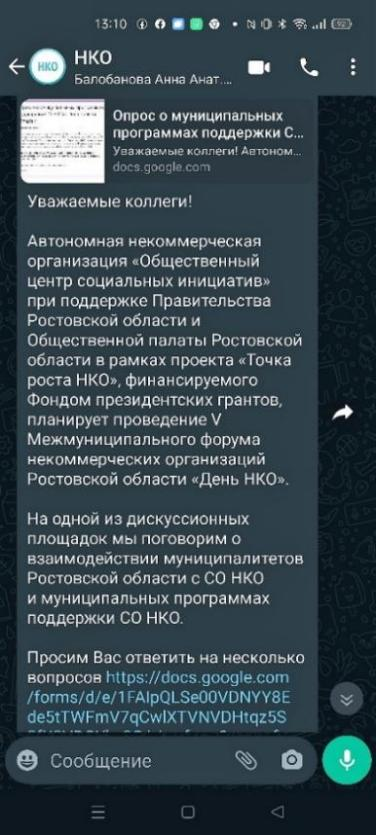 13:10
92
НКО
НКО
Балобанова Анна Анат....
Опрос о муниципальных
программах поддержки С...
Уважаемые коллеги! Автоном...
docs.google.com
Уважаемые коллеги!
Автономная некоммерческая
организация «Общественный
центр социальных инициатив»
при поддержке Правительства
Ростовской области и
Общественной палаты Ростовской
области в рамках проекта «Точка
роста НКО», финансируемого
Фондом президентских грантов,
планирует проведение V
Межмуниципального форума
некоммерческих организаций
Ростовской области «День НКО».
На одной из дискуссионных
площадок мы поговорим о
взаимодействии муниципалитетов
Ростовской области с СО НКО
и муниципальных программах
поддержки СО НКО.
Просим Вас ответить на несколько
вопросов https://docs.google.com
/forms/d/e/1FAIpQLSe00VDNYY8E
de5tTWFmV7qCwlXTVNVDHtqz5S
Сообщение